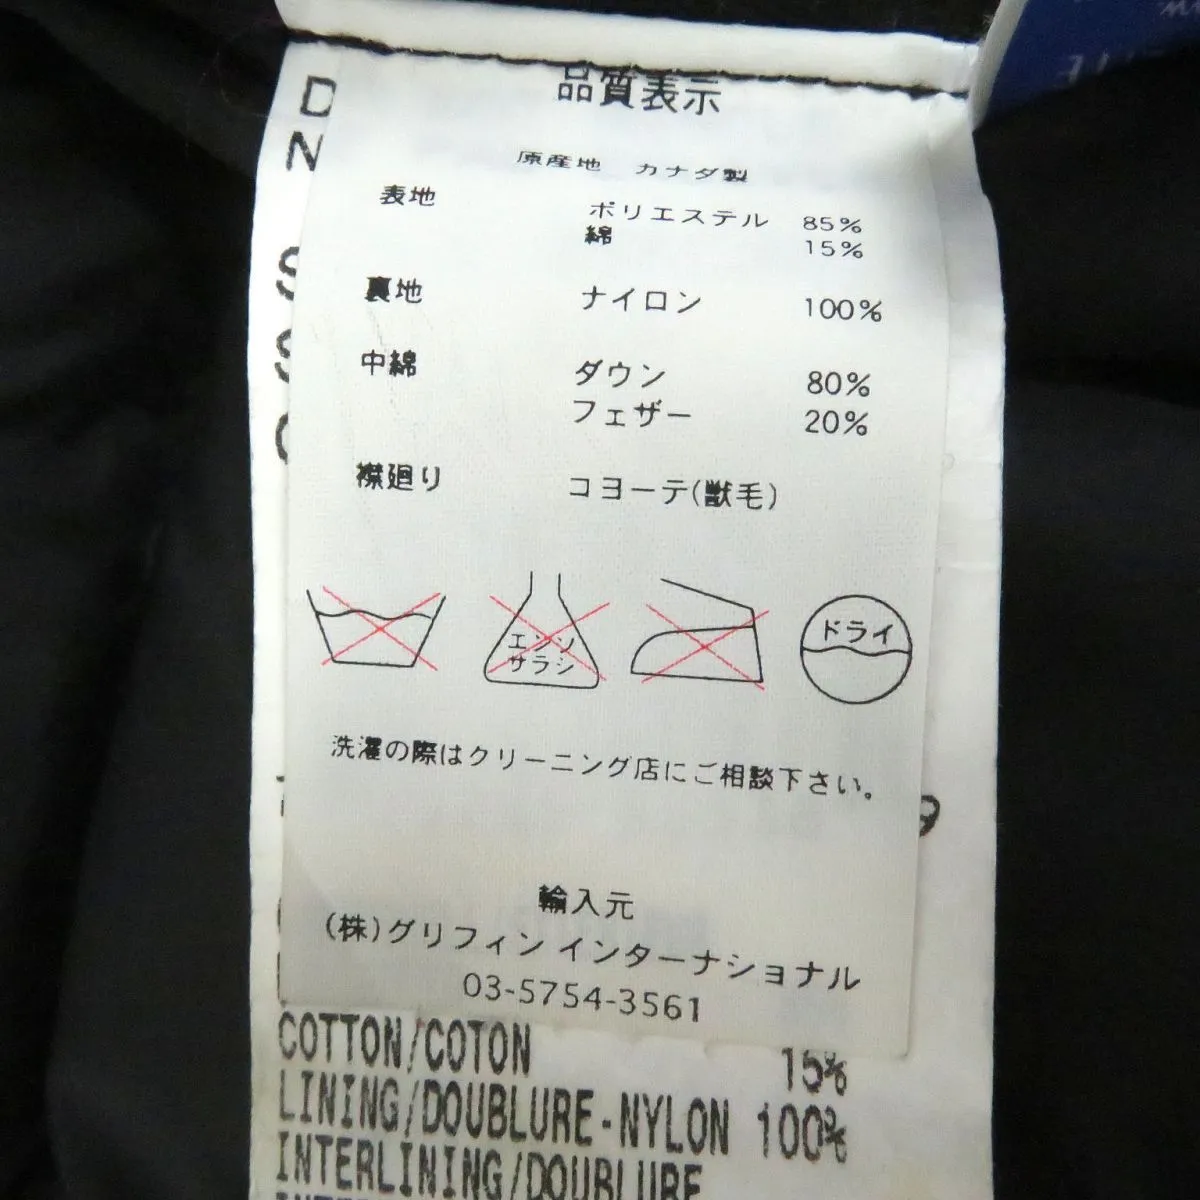 品質表示
原産地 カナダ製
表地 ポリエステル 85%
綿 15%
裏地 ナイロン 100%
中綿 ダウン 80%
フェザー 20%
襟廻り コヨーテ(獣毛)
エンソ
サラシ
ドライ
洗濯の際はクリーニング店にご相談下さい。
輸入元
(株)グリフィン インターナショナル
03-5754-3561
COTTON/COTON 15%
LINING/DOUBLURE-NYLON 100%
INTERLINING/DOUBLURE